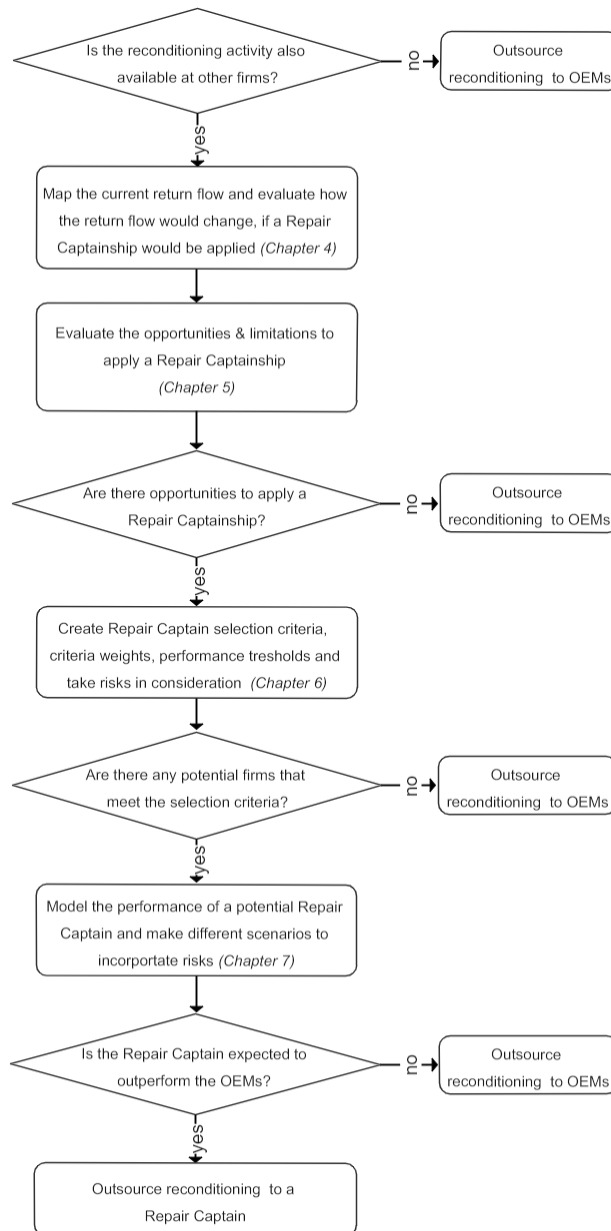 Is the reconditioning activity also
available at other firms?
no
Outsource
reconditioning to OEMs
yes
Map the current return flow and evaluate how
the return flow would change, if a Repair
Captainship would be applied (Chapter 4)
Evaluate the opportunities & limitations to
apply a Repair Captainship
(Chapter 5)
Are there opportunities to apply a
Repair Captainship?
no
Outsource
reconditioning to OEMs
yes
Create Repair Captain selection criteria,
criteria weights, performance tresholds and
take risks in consideration (Chapter 6)
Are there any potential firms that
meet the selection criteria?
no
Outsource
reconditioning to OEMs
yes
Model the performance of a potential Repair
Captain and make different scenarios to
incorportate risks (Chapter 7)
Is the Repair Captain expected to
outperform the OEMs?
no
Outsource
reconditioning to OEMs
yes
Outsource reconditioning to a
Repair Captain